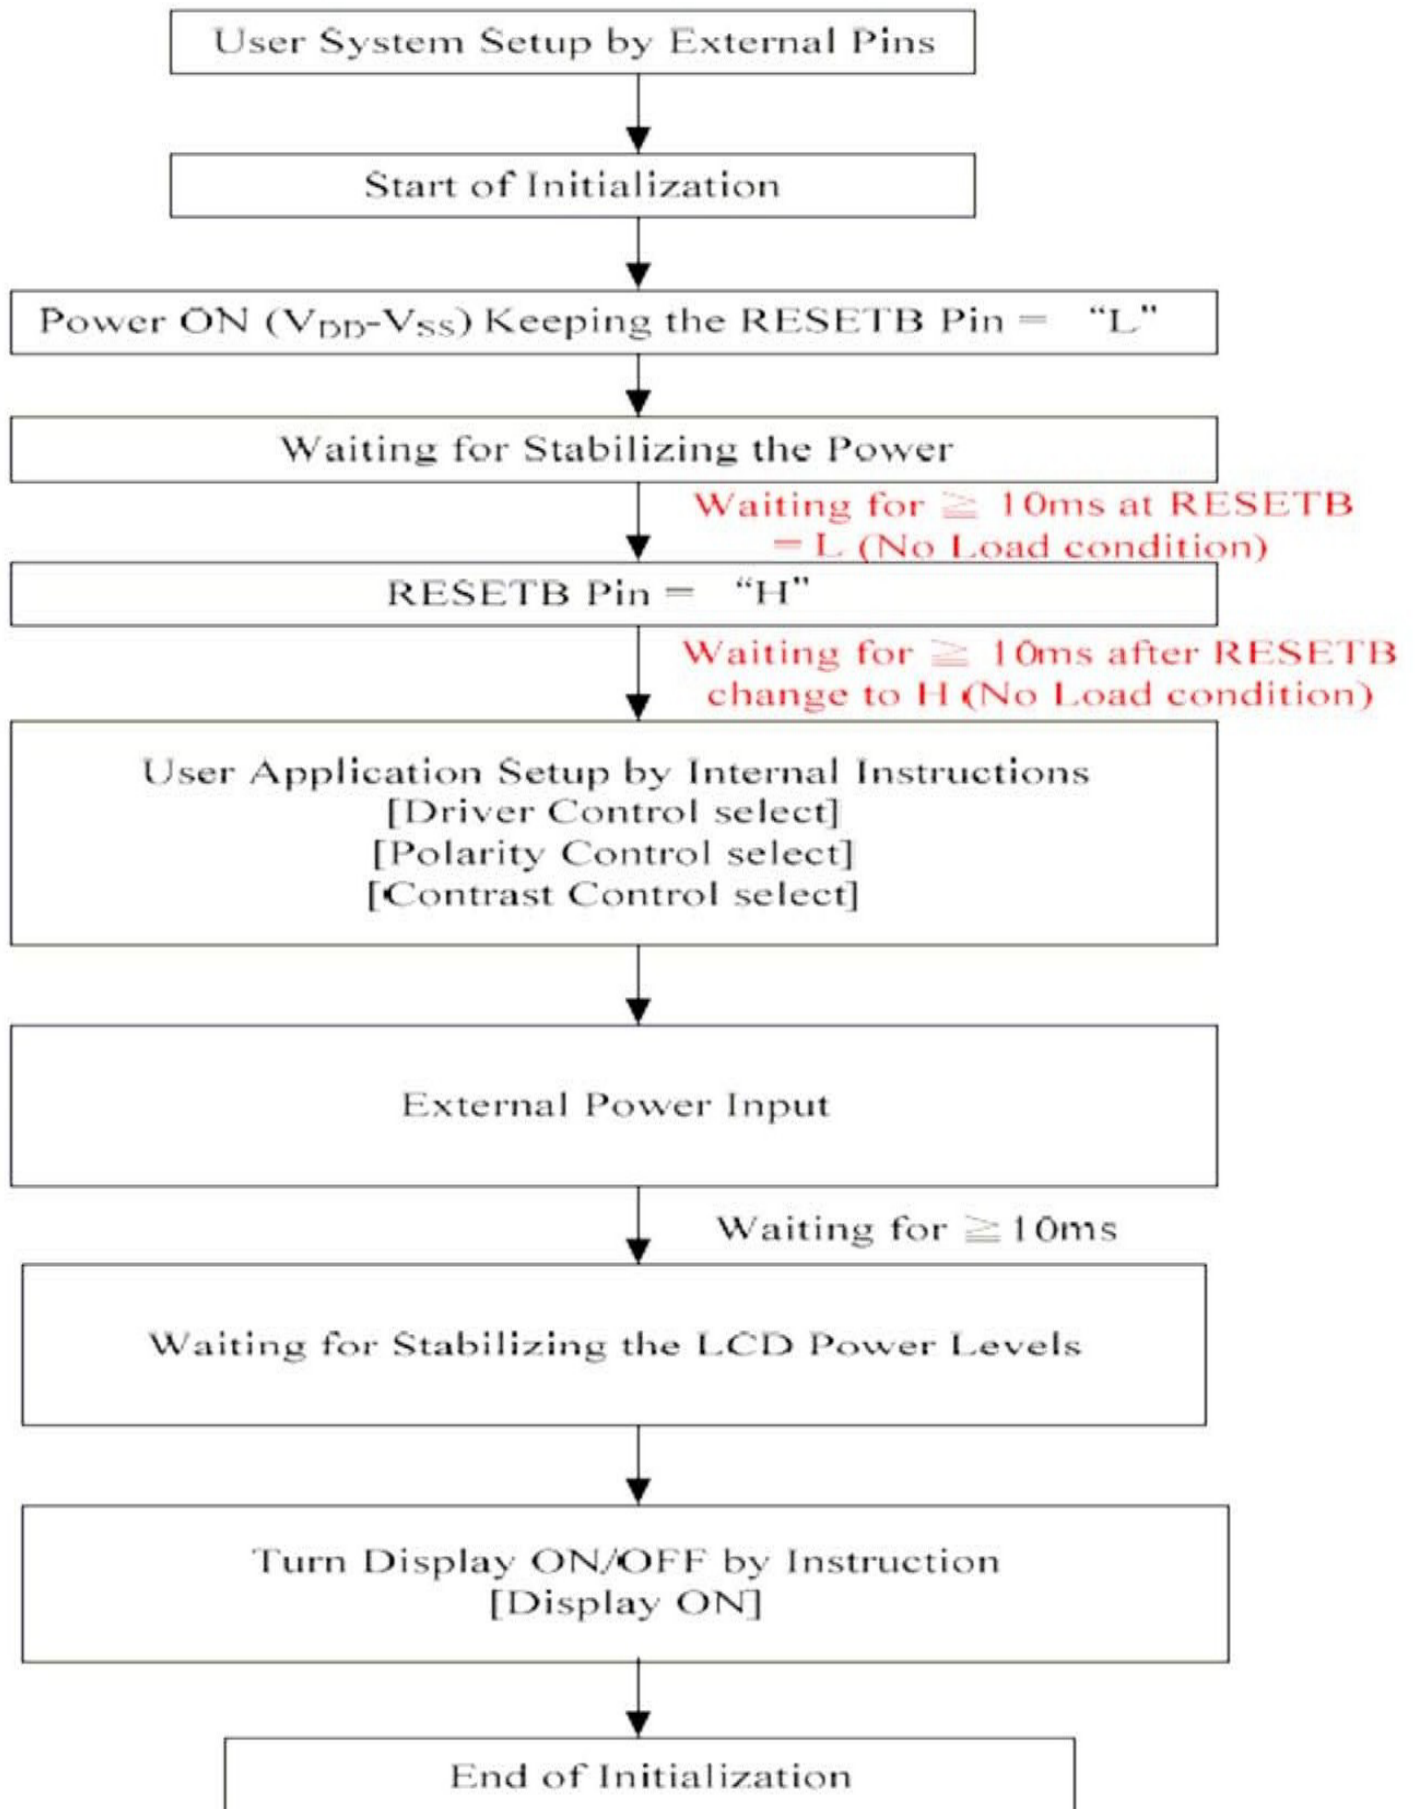 User System Setup by External Pins
Start of Initialization
Power ON (VDD-VSS) Keeping the RESETB Pin = “L”
Waiting for Stabilizing the Power
Waiting for ≧ 10ms at RESETB
= L (No Load condition)
RESETB Pin = “H”
Waiting for ≧ 10ms after RESETB
change to H (No Load condition)
User Application Setup by Internal Instructions
[Driver Control select]
[Polarity Control select]
[Contrast Control select]
External Power Input
Waiting for ≧10ms
Waiting for Stabilizing the LCD Power Levels
Turn Display ON/OFF by Instruction
[Display ON]
End of Initialization